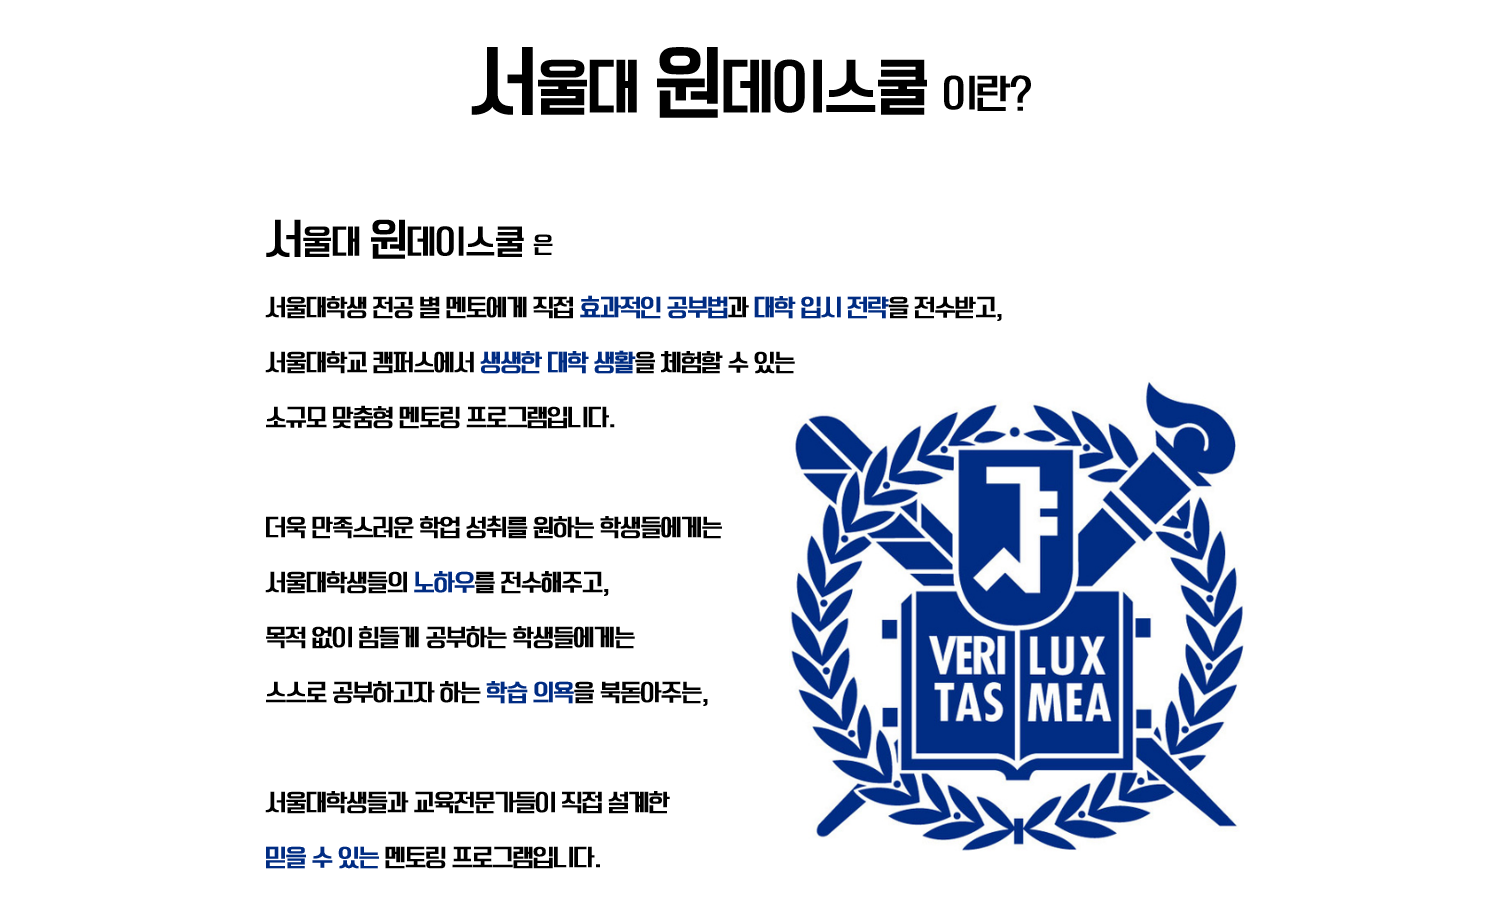 서울대 원데이스쿨 이란?
서울대 원데이스쿨 은
서울대학생 전공 별 멘토에게 직접 효과적인 공부법과 대학 입시 전략을 전수받고,
서울대학교 캠퍼스에서 생생한 대학 생활을 체험할 수 있는
소규모 맞춤형 멘토링 프로그램입니다.
더욱 만족스러운 학업 성취를 원하는 학생들에게는
서울대학생들의 노하우를 전수해주고,
목적 없이 힘들게 공부하는 학생들에게는
스스로 공부하고자 하는 학습 의욕을 북돋아주는,
서울대학생들과 교육전문가들이 직접 설계한
믿을 수 있는 멘토링 프로그램입니다.
VERI LUX
TAS MEA